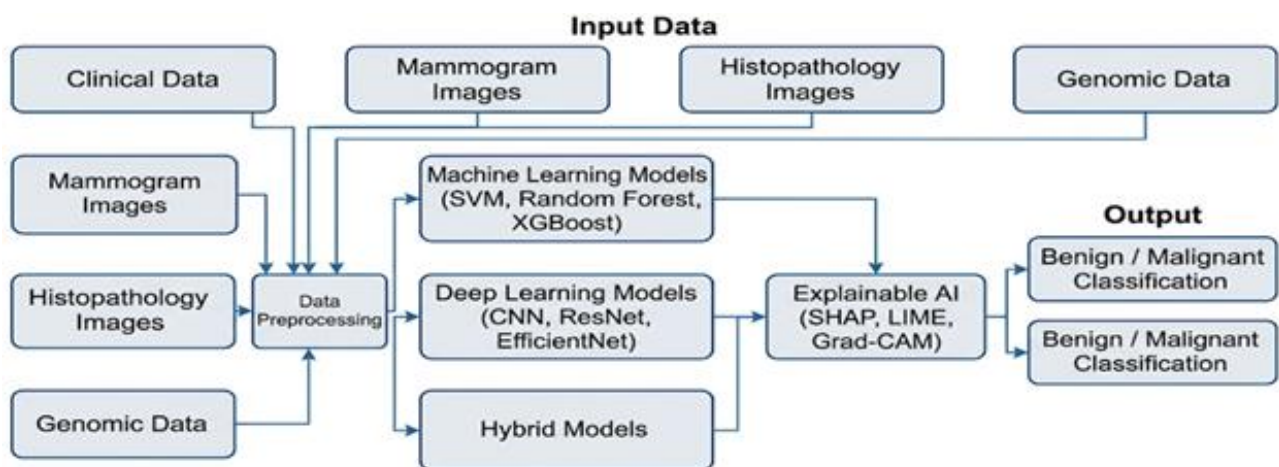 Input Data
Clinical Data
Mammogram
Images
Histopathology
Images
Genomic Data
Mammogram
Images
Machine Learning Models
(SVM, Random Forest,
XGBoost)
Output
Histopathology
Images
Data
Preprocessing
Deep Learning Models
(CNN, ResNet,
EfficientNet)
Explainable AI
(SHAP, LIME,
Grad-CAM)
Benign / Malignant
Classification
Benign / Malignant
Classification
Genomic Data
Hybrid Models